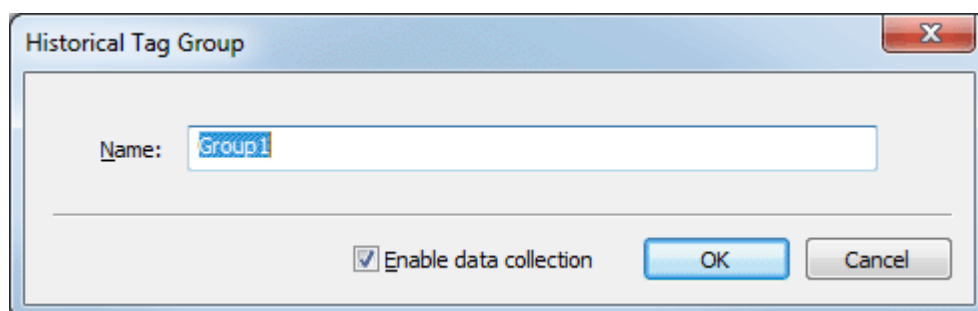 Historical Tag Group
Name: Group1
Enable data collection OK Cancel